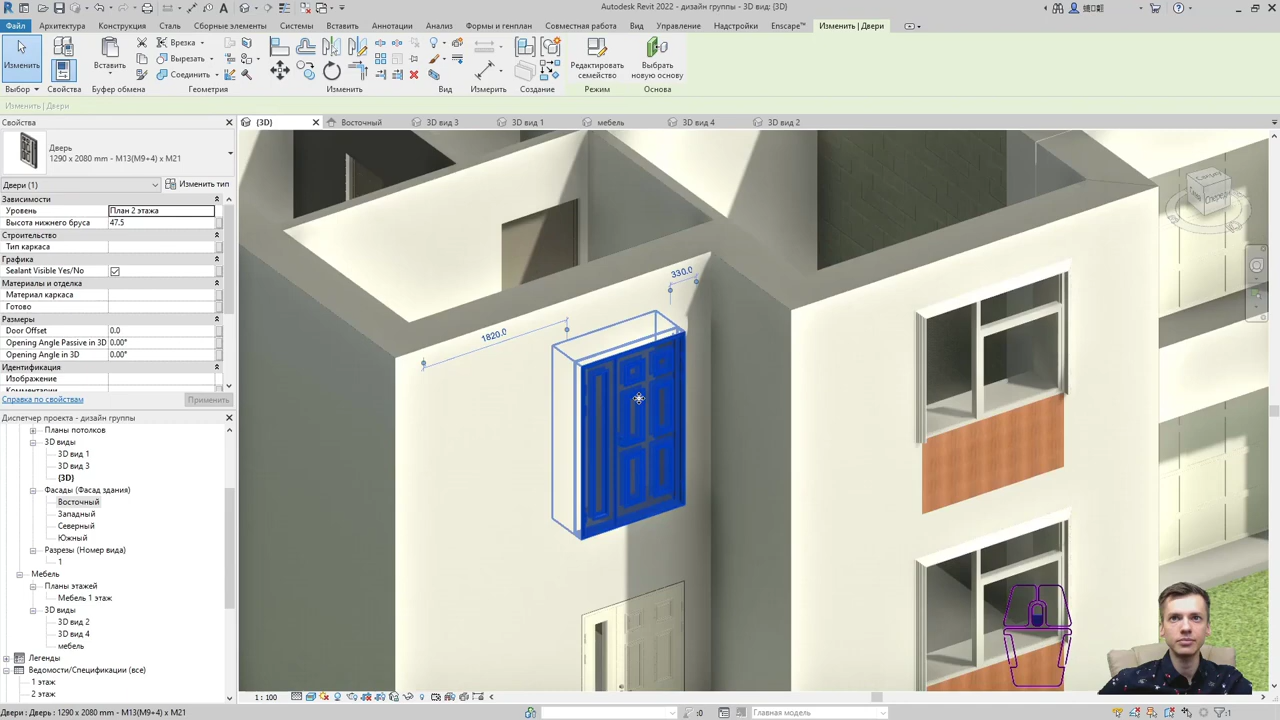 Autodesk Revit 2022 - дизайн группы - 3D вид: {3D}
Файл Архитектура Конструкция Сталь Сборные элементы Системы Вставить Аннотации Анализ Формы и генплан Совместная работа Вид Управление Надстройки Enscape™ Изменить | Двери
Изменить
Вставить
Врезка
Вырезать
Соединить
Редактировать
семейство
Выбрать
новую основу
Выбор Свойства Буфер обмена Геометрия Изменить Вид Измерить Создание Режим Основа
Изменить | Двери
{3D} Восточный 3D вид 3 3D вид 1 мебель 3D вид 4 3D вид 2
Свойства
Дверь
1290 x 2080 mm - M13(M9+4) x M21
Двери (1) Изменить тип
Зависимости
Уровень План 2 этажа
Высота нижнего бруса 47.5
Строительство
Тип каркаса
Графика
Sealant Visible Yes/No
Материалы и отделка
Материал каркаса
Готово
Размеры
Door Offset 0.0
Opening Angle Passive in 3D 0.00°
Opening Angle in 3D 0.00°
Идентификация
Изображение
Справка по свойствам Применить
Диспетчер проекта - дизайн группы
Планы потолков
3D виды
3D вид 1
3D вид 3
{3D}
Фасады (Фасад здания)
Восточный
Западный
Северный
Южный
Разрезы (Номер вида)
1
Мебель
Планы этажей
Мебель 1 этаж
3D виды
3D вид 2
3D вид 4
мебель
Легенды
Ведомости/Спецификации (все)
1 этаж
2 этаж
1820.0
330.0
1 : 100
Двери : Дверь : 1290 x 2080 mm - M13(M9+4) x M21
:0
Главная модель
:1